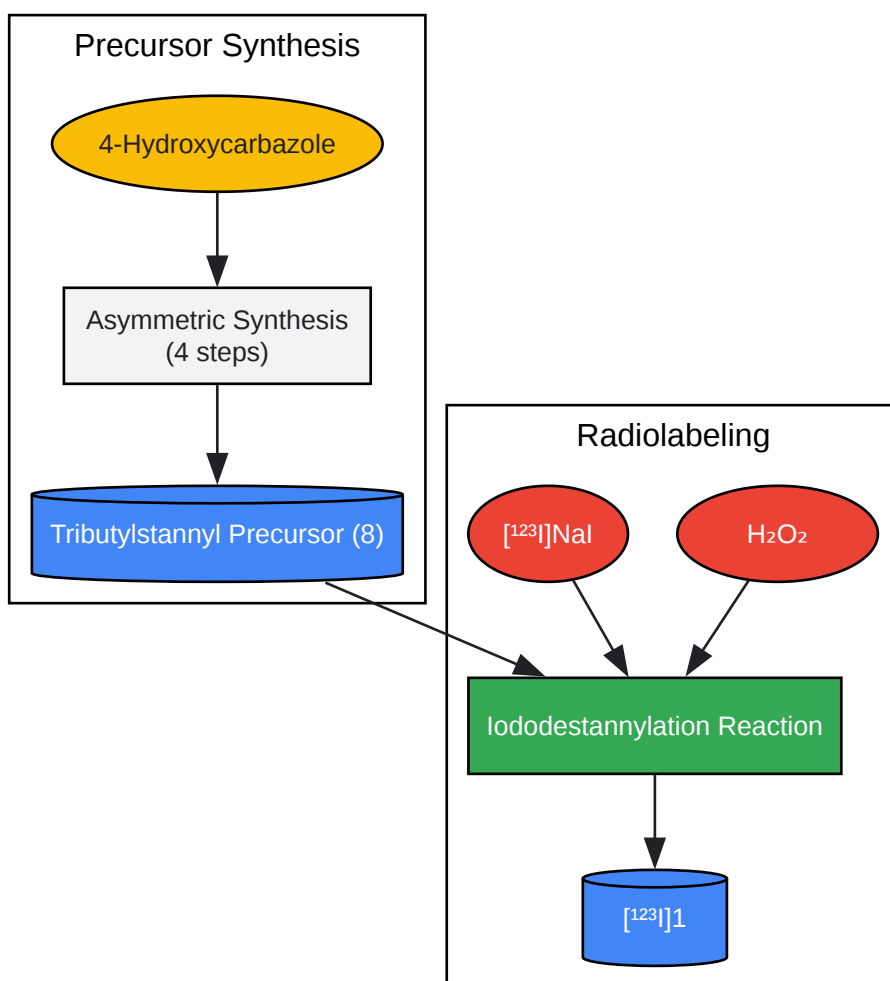 Precursor Synthesis
4-Hydroxycarbazole
Asymmetric Synthesis
(4 steps)
Tributylstannyl Precursor (8)
Radiolabeling
[¹²³I]NaI
H₂O₂
Iododestannylation Reaction
[¹²³I]1